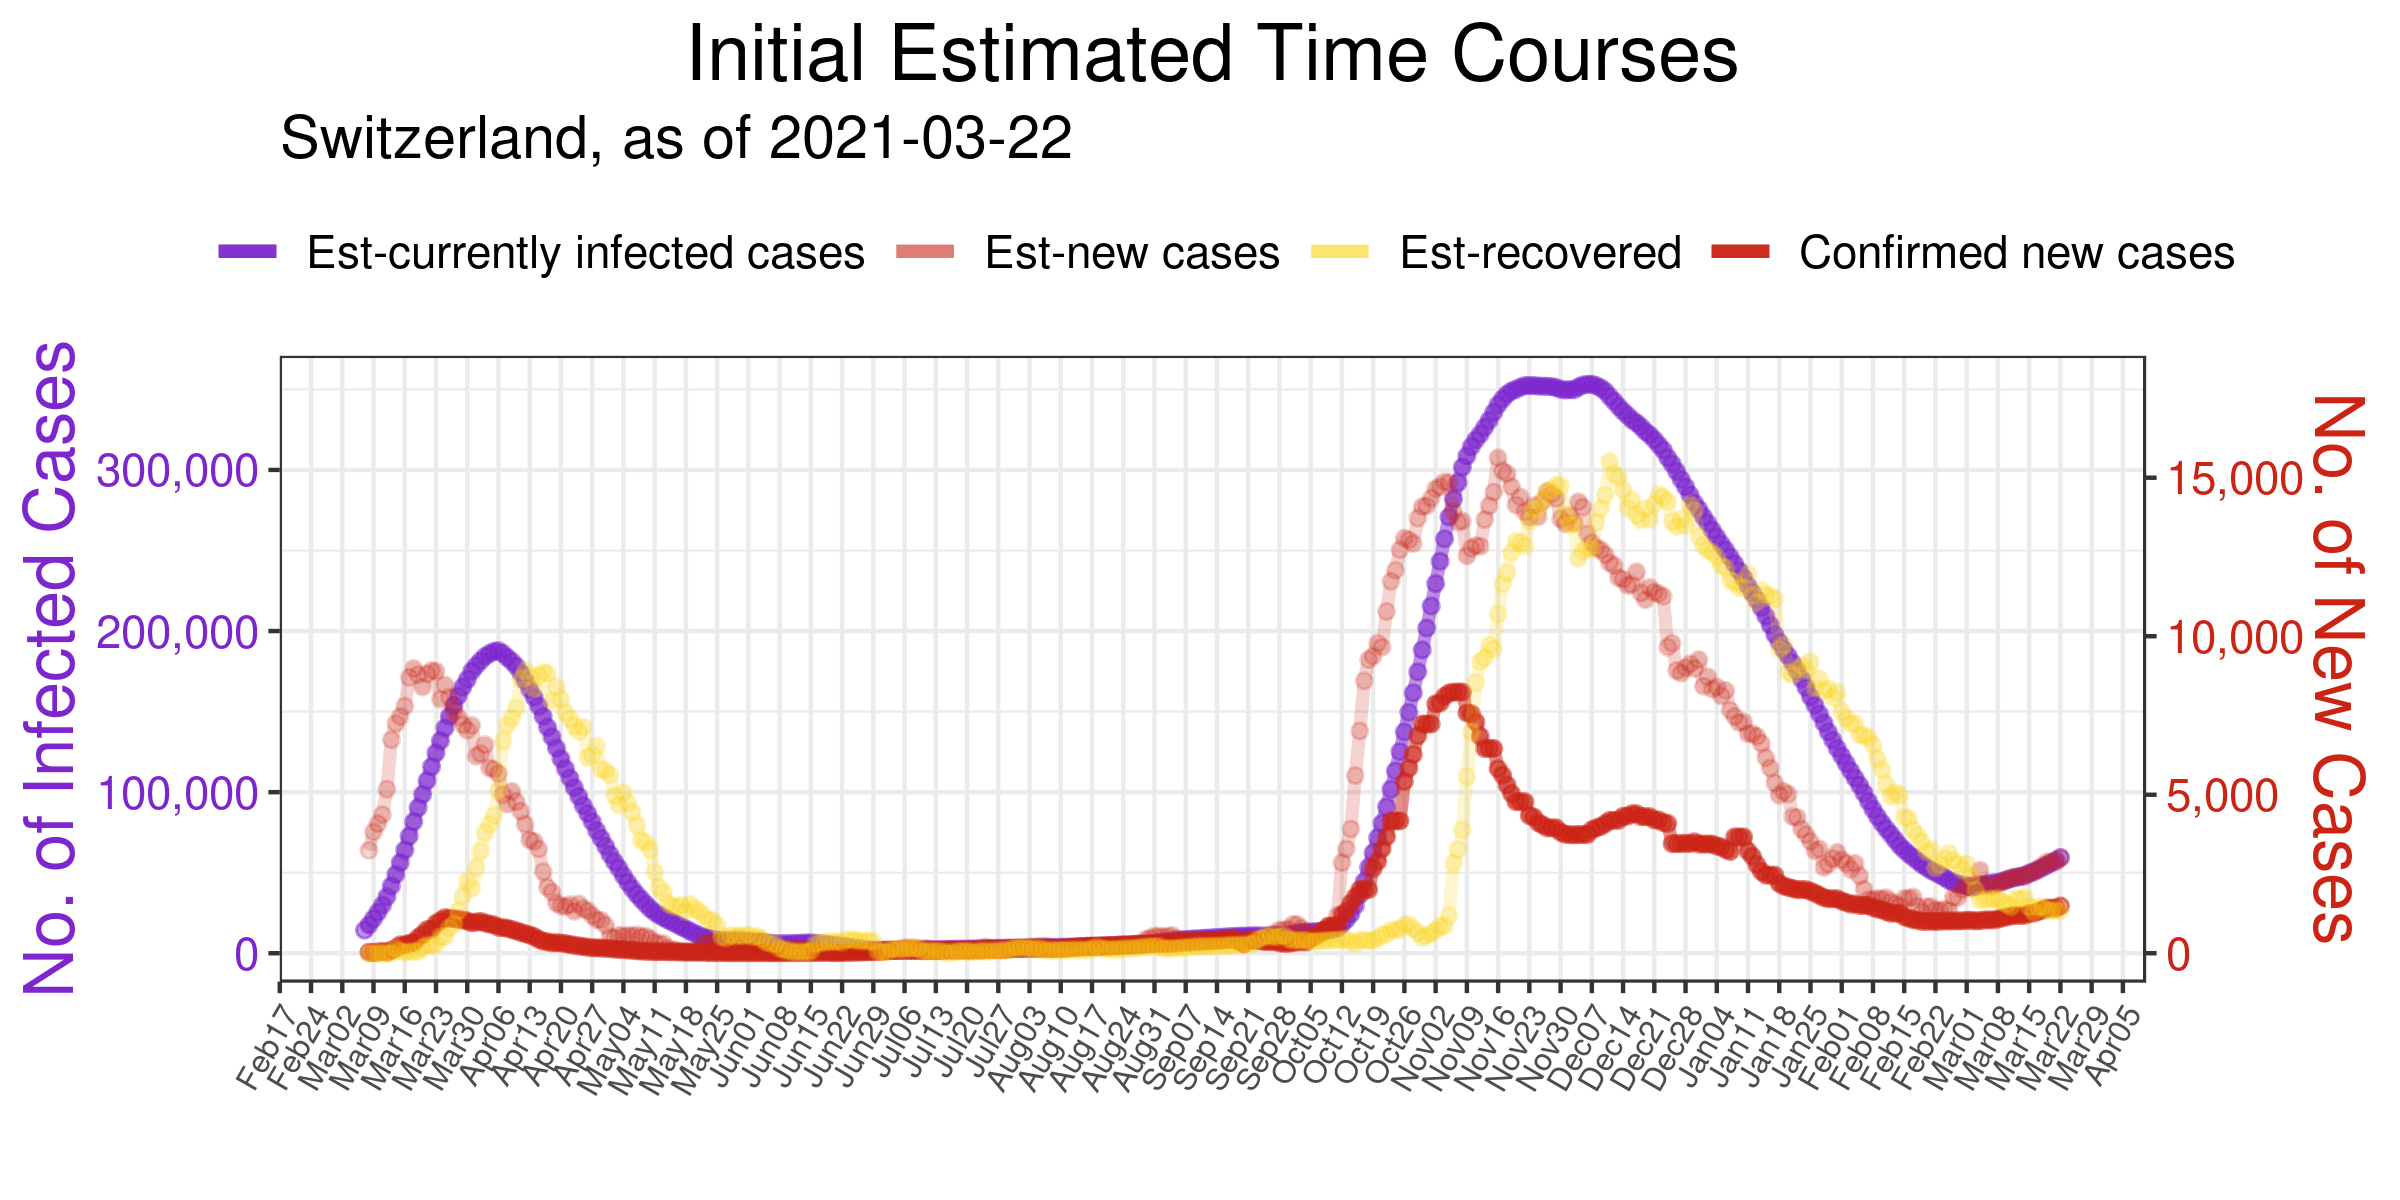 Initial Estimated Time Courses
Switzerland, as of 2021-03-22
Est-currently infected cases Est-new cases Est-recovered Confirmed new cases
No. of Infected Cases
300,000
200,000
100,000
0
15,000
10,000
5,000
0
No. of New Cases
Feb17 Feb24 Mar02 Mar09 Mar16 Mar23 Mar30 Apr06 Apr13 Apr20 Apr27 May04 May11 May18 May25 Jun01 Jun08 Jun15 Jun22 Jun29 Jul06 Jul13 Jul20 Jul27 Aug03 Aug10 Aug17 Aug24 Aug31 Sep07 Sep14 Sep21 Sep28 Oct05 Oct12 Oct19 Oct26 Nov02 Nov09 Nov16 Nov23 Nov30 Dec07 Dec14 Dec21 Dec28 Jan04 Jan11 Jan18 Jan25 Feb01 Feb08 Feb15 Feb22 Mar01 Mar08 Mar15 Mar22 Mar29 Apr05